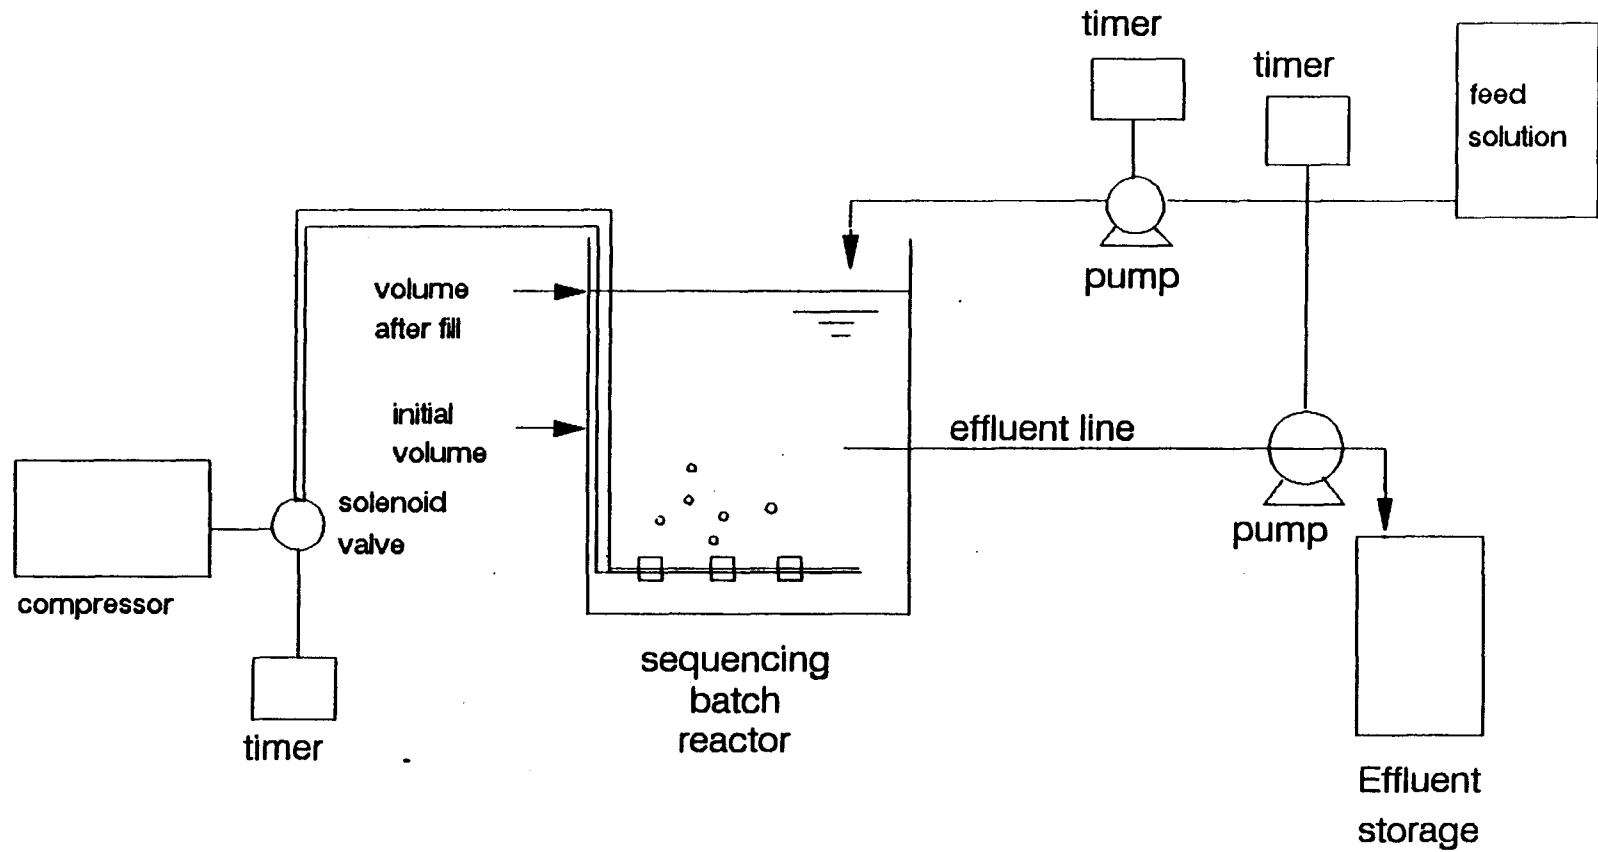 timer
timer
feed
solution
pump
volume
after fill
initial
volume
effluent line
solenoid
valve
pump
compressor
sequencing
batch
reactor
timer
Effluent
storage